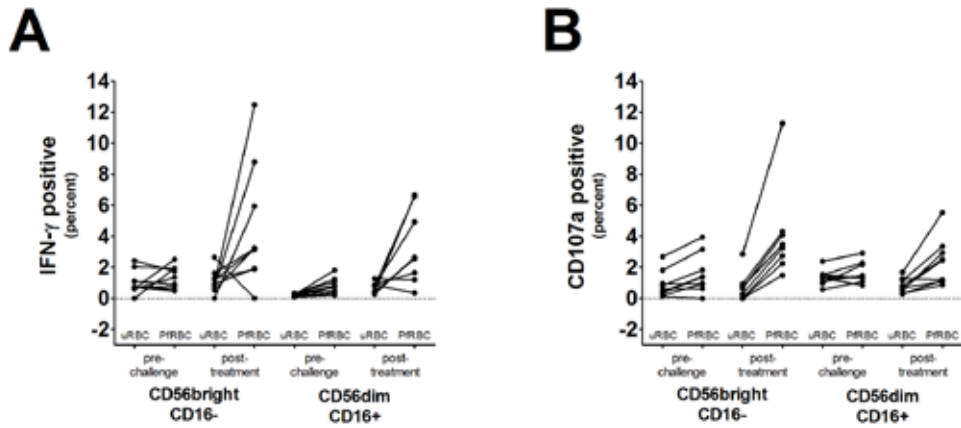 A
IFN-γ positive
(percent)
14
12
10
8
6
4
2
0
-2
uRBC PfRBC uRBC PfRBC uRBC PfRBC uRBC PfRBC
pre-challenge post-treatment pre-challenge post-treatment
CD56bright CD56dim
CD16- CD16+
B
CD107a positive
(percent)
14
12
10
8
6
4
2
0
-2
uRBC PfRBC uRBC PfRBC uRBC PfRBC uRBC PfRBC
pre-challenge post-treatment pre-challenge post-treatment
CD56bright CD56dim
CD16- CD16+